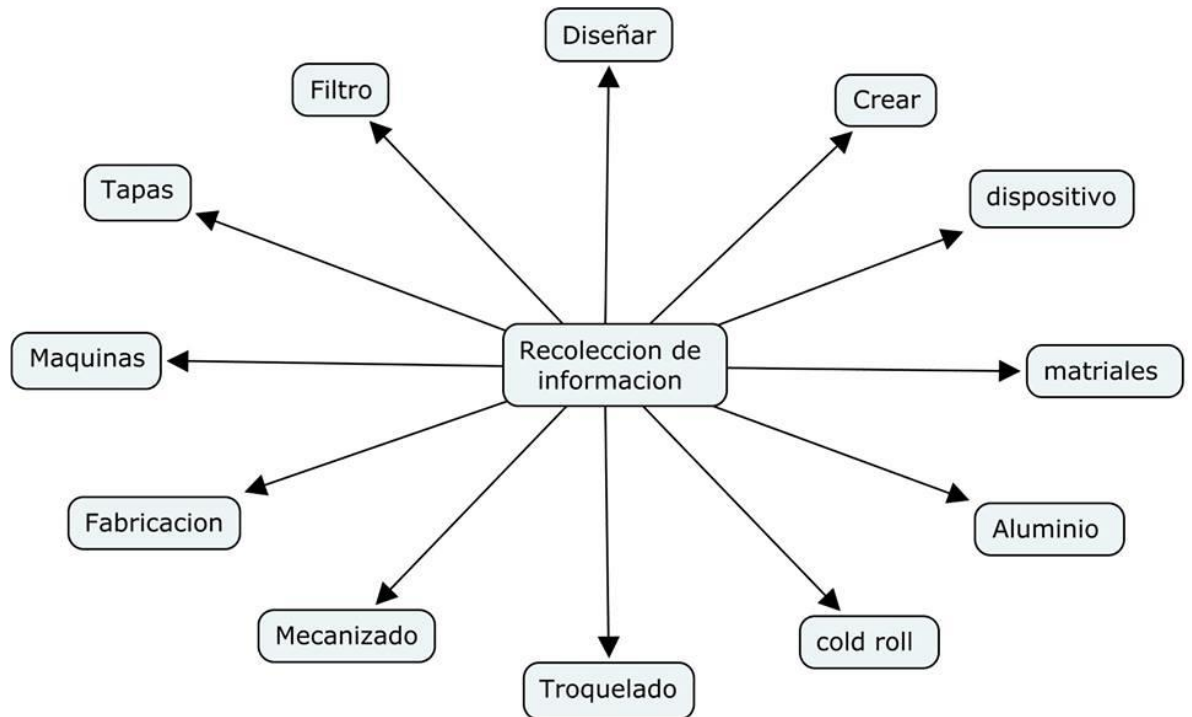 Diseñar
Filtro
Crear
Tapas
dispositivo
Recoleccion de
informacion
Maquinas
matriales
Fabricacion
Aluminio
Mecanizado
cold roll
Troquelado